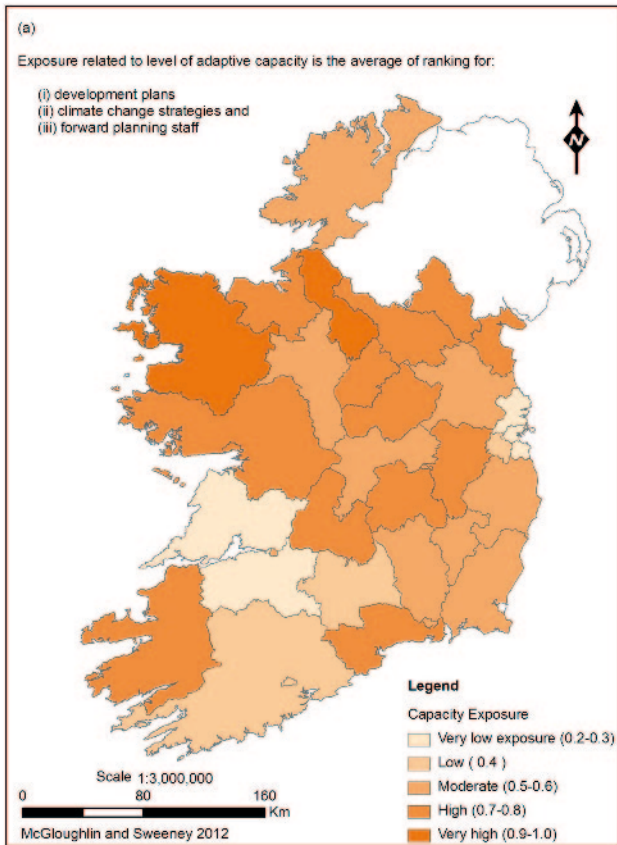 (a)
Exposure related to level of adaptive capacity is the average of ranking for:
(i) development plans
(ii) climate change strategies and
(iii) forward planning staff
N
Legend
Capacity Exposure
Very low exposure (0.2-0.3)
Low ( 0.4 )
Moderate (0.5-0.6)
High (0.7-0.8)
Very high (0.9-1.0)
Scale 1:3,000,000
0 80 160
Km
McGloughlin and Sweeney 2012